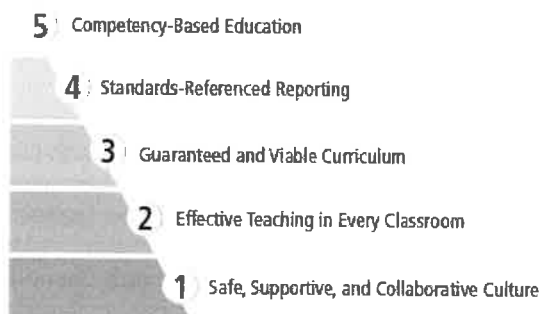 5 Competency-Based Education
4 Standards-Referenced Reporting
3 Guaranteed and Viable Curriculum
2 Effective Teaching in Every Classroom
1 Safe, Supportive, and Collaborative Culture